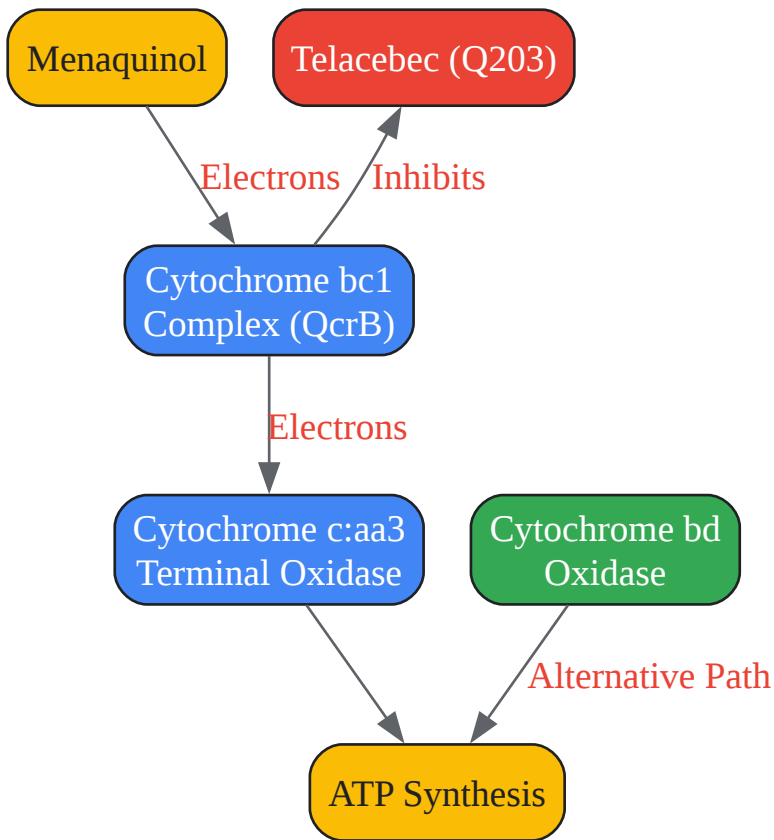 Menaquinol
Telacebec (Q203)
Electrons
Inhibits
Cytochrome bc1
Complex (QcrB)
Electrons
Cytochrome c:aa3
Terminal Oxidase
Cytochrome bd
Oxidase
Alternative Path
ATP Synthesis